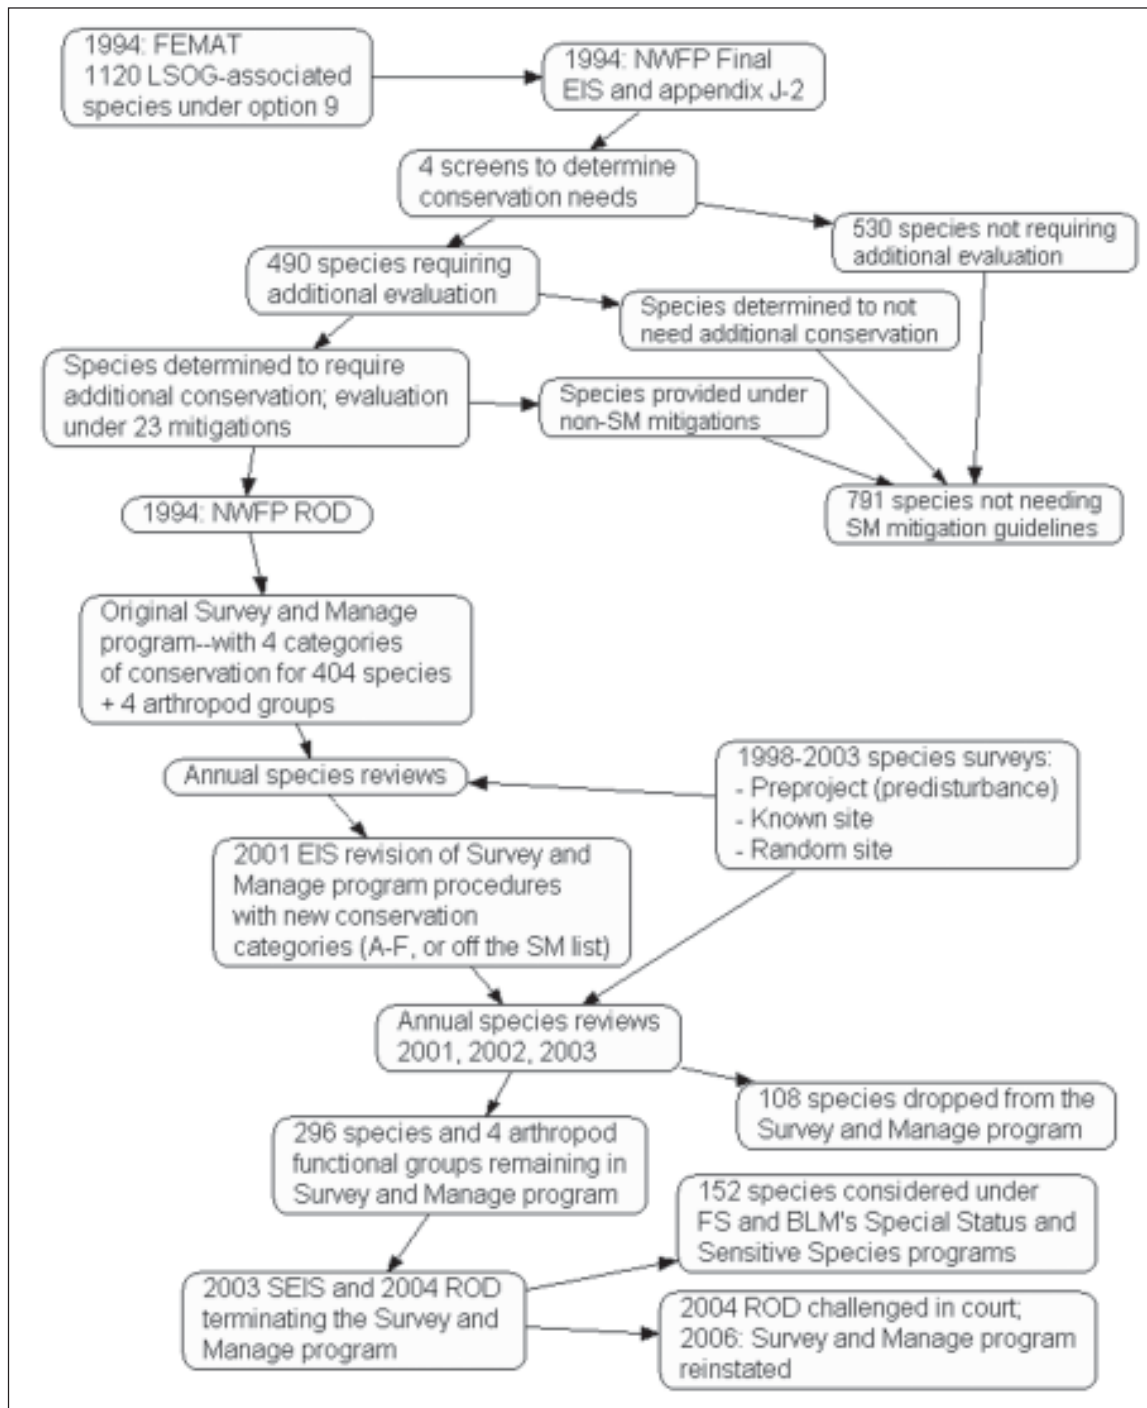 1994: FEMAT
1120 LSOG-associated
species under option 9
1994: NWFP Final
EIS and appendix J-2
4 screens to determine
conservation needs
530 species not requiring
additional evaluation
490 species requiring
additional evaluation
Species determined to not
need additional conservation
Species determined to require
additional conservation; evaluation
under 23 mitigations
Species provided under
non-SM mitigations
791 species not needing
SM mitigation guidelines
1994: NWFP ROD
Original Survey and Manage
program--with 4 categories
of conservation for 404 species
+ 4 arthropod groups
Annual species reviews
1998-2003 species surveys:
- Preproject (predisturbance)
- Known site
- Random site
2001 EIS revision of Survey and
Manage program procedures
with new conservation
categories (A-F, or off the SM list)
Annual species reviews
2001, 2002, 2003
108 species dropped from the
Survey and Manage program
296 species and 4 arthropod
functional groups remaining in
Survey and Manage program
152 species considered under
FS and BLM's Special Status and
Sensitive Species programs
2003 SEIS and 2004 ROD
terminating the Survey and
Manage program
2004 ROD challenged in court;
2006: Survey and Manage program
reinstated